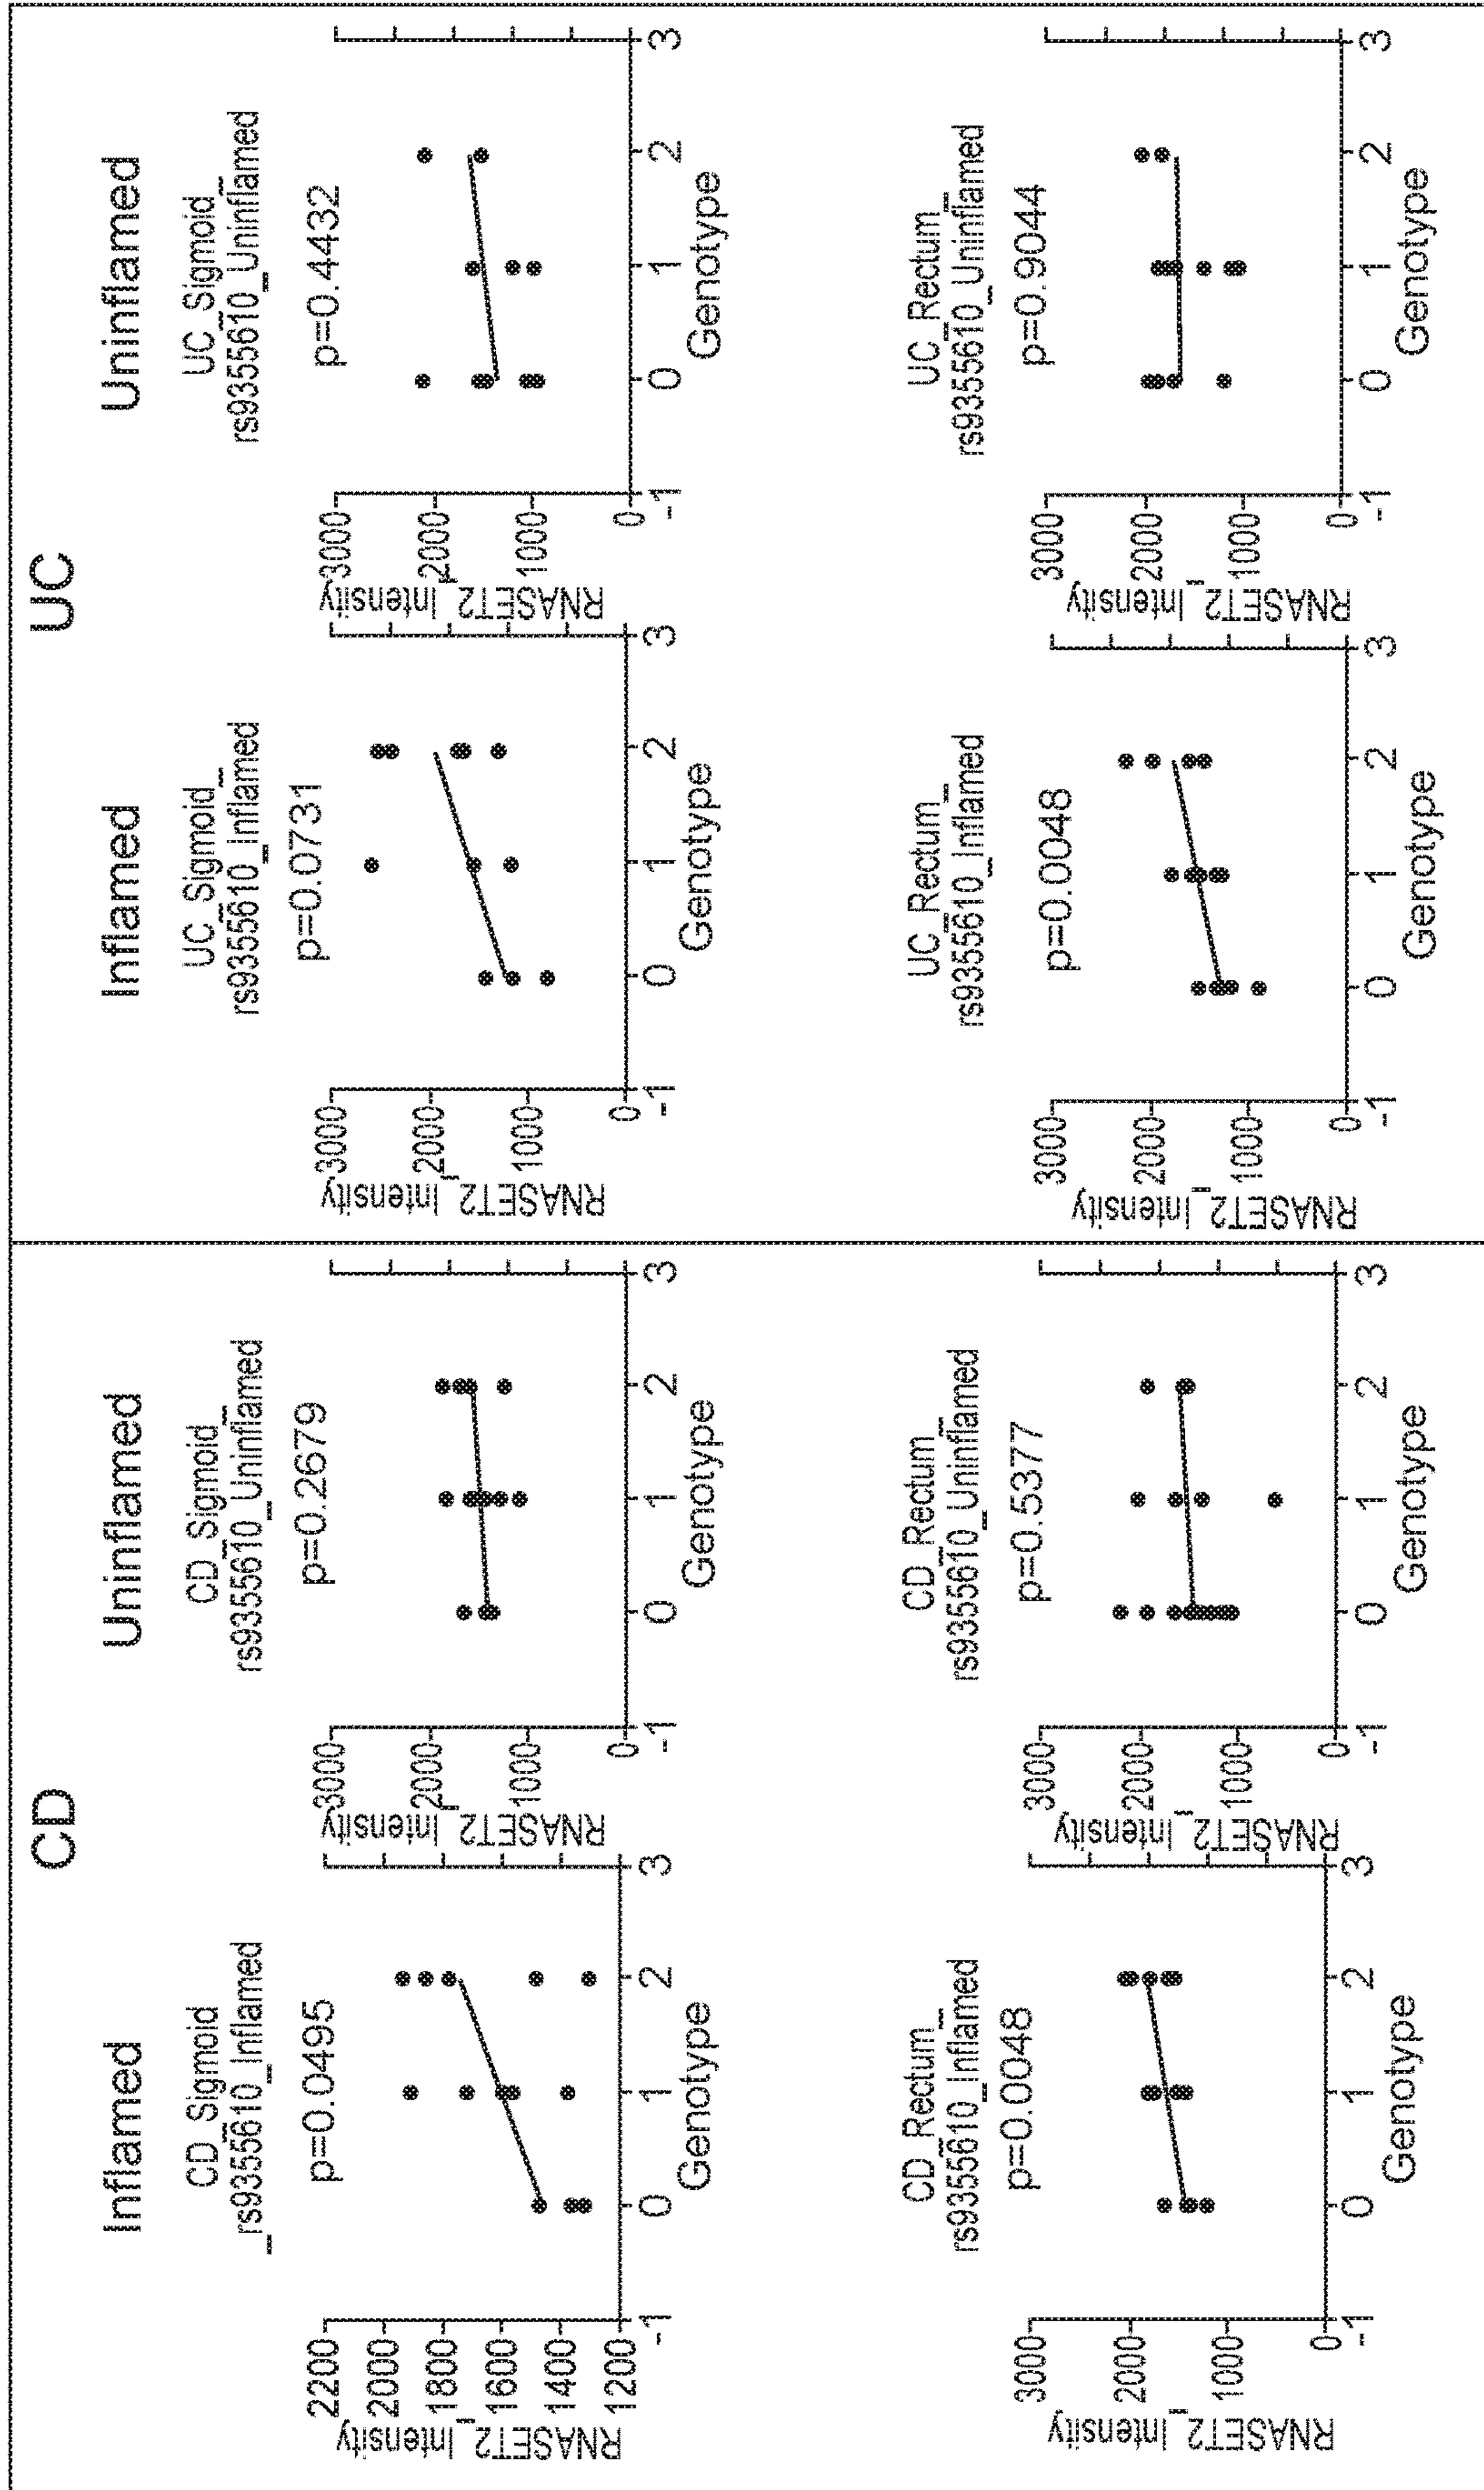 CD
UC
Inflamed
Uninflamed
Inflamed
Uninflamed
CD_Sigmoid_
_rs9355610_Inflamed
p=0.0495
RNASET2_Intensity
2200
2000
1800
1600
1400
1200
-1
0
1
2
3
Genotype
CD_Sigmoid_
rs9355610_Uninflamed
p=0.2679
RNASET2_Intensity
3000
2000
1000
0
-1
0
1
2
3
Genotype
UC_Sigmoid_
rs9355610_Inflamed
p=0.0731
RNASET2_Intensity
3000
2000
1000
0
-1
0
1
2
3
Genotype
UC_Sigmoid_
rs9355610_Uninflamed
p=0.4432
RNASET2_Intensity
3000
2000
1000
0
-1
0
1
2
3
Genotype
CD_Rectum_
rs9355610_Inflamed
p=0.0048
RNASET2_Intensity
3000
2000
1000
0
-1
0
1
2
3
Genotype
CD_Rectum_
rs9355610_Uninflamed
p=0.5377
RNASET2_Intensity
3000
2000
1000
0
-1
0
1
2
3
Genotype
UC_Rectum_
rs9355610_Inflamed
p=0.0048
RNASET2_Intensity
3000
2000
1000
0
-1
0
1
2
3
Genotype
UC_Rectum_
rs9355610_Uninflamed
p=0.9044
RNASET2_Intensity
3000
2000
1000
0
-1
0
1
2
3
Genotype